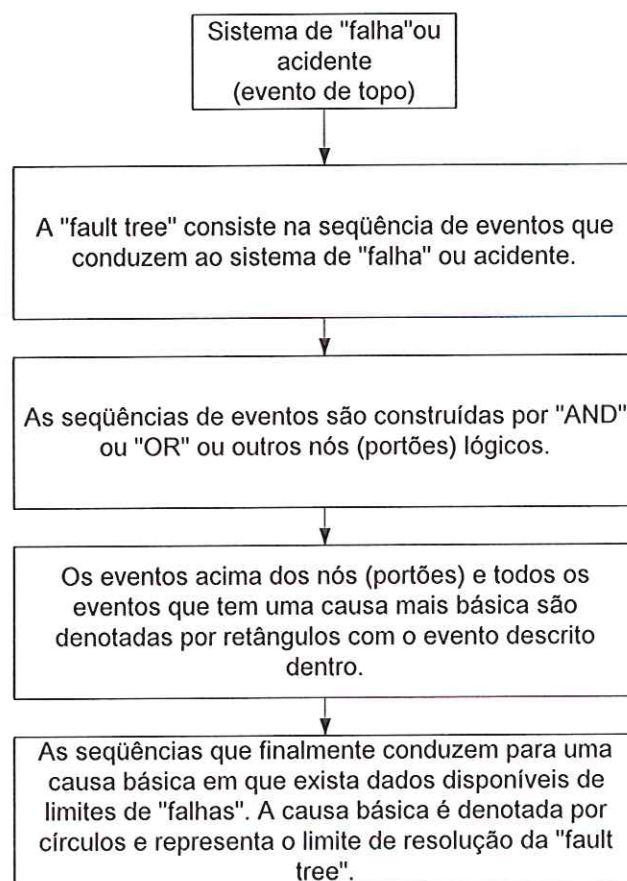 Sistema de "falha"ou
acidente
(evento de topo)
A "fault tree" consiste na seqüência de eventos que
conduzem ao sistema de "falha" ou acidente.
As seqüências de eventos são construídas por "AND"
ou "OR" ou outros nós (portões) lógicos.
Os eventos acima dos nós (portões) e todos os
eventos que tem uma causa mais básica são
denotadas por retângulos com o evento descrito
dentro.
As seqüências que finalmente conduzem para uma
causa básica em que exista dados disponíveis de
limites de "falhas". A causa básica é denotada por
círculos e representa o limite de resolução da "fault
tree".